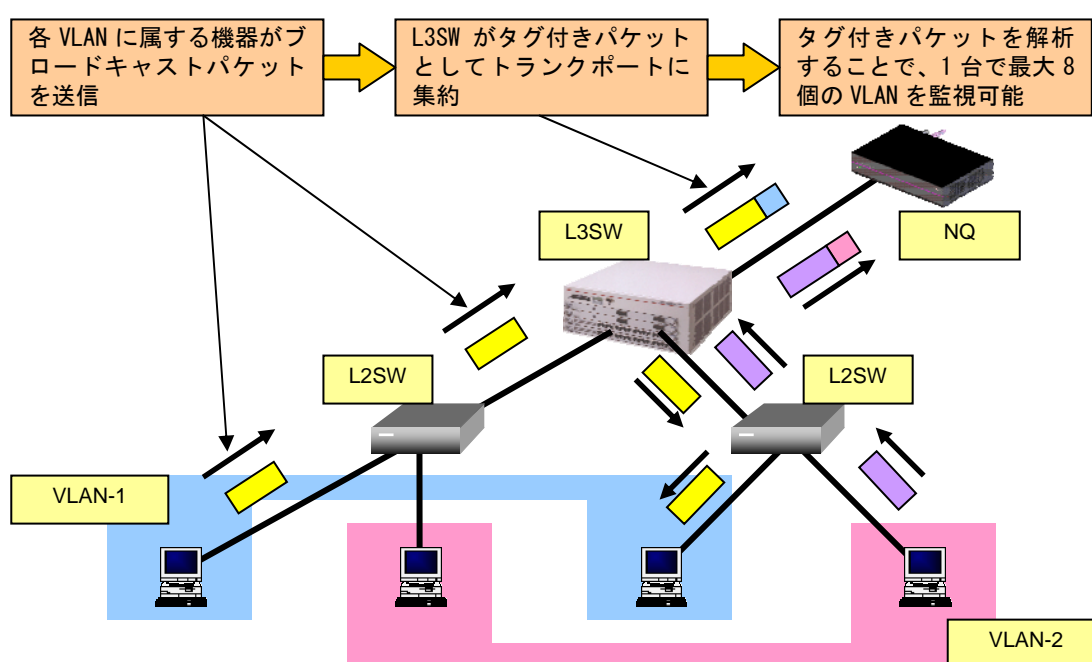 各 VLAN に属する機器がブ
ロードキャストパケット
を送信
L3SW がタグ付きパケット
としてトランクポートに
集約
タグ付きパケットを解析
することで、1 台で最大 8
個の VLAN を監視可能
L3SW
NQ
L2SW
L2SW
VLAN-1
VLAN-2